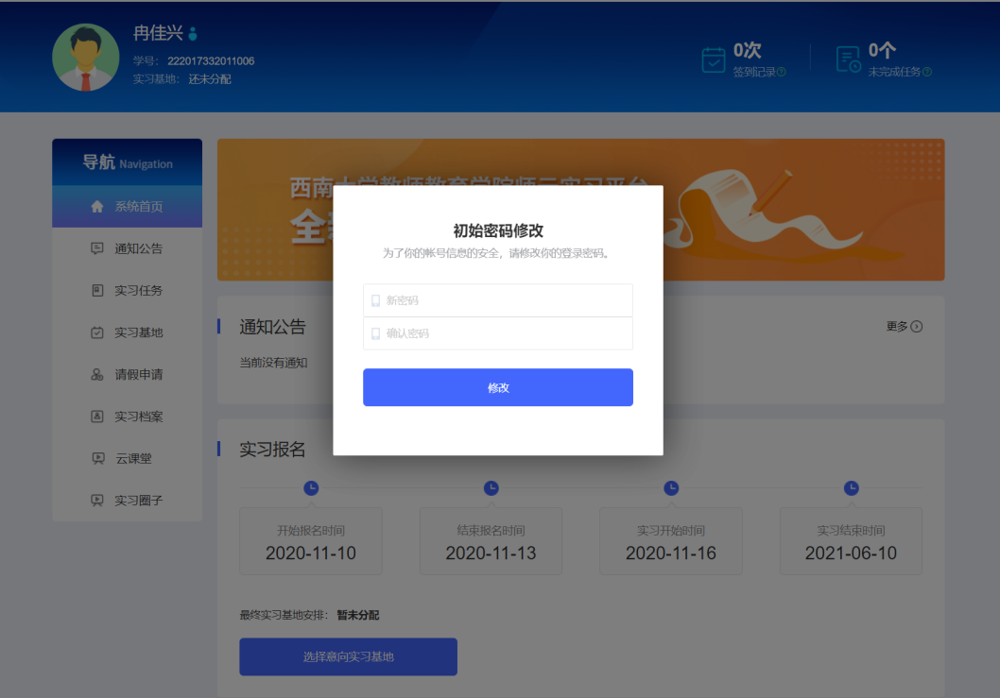 冉佳兴
学号： 222017332011006
实习基地： 还未分配
0次
签到记录
0个
未完成任务
导航 Navigation
系统首页
通知公告
实习任务
实习基地
请假申请
实习档案
云课堂
实习圈子
西南大学教师教育学院师元实习平台
全
初始密码修改
为了你的帐号信息的安全，请修改你的登录密码。
新密码
确认密码
修改
通知公告
更多
当前没有通知
实习报名
开始报名时间
2020-11-10
结束报名时间
2020-11-13
实习开始时间
2020-11-16
实习结束时间
2021-06-10
最终实习基地安排： 暂未分配
选择意向实习基地